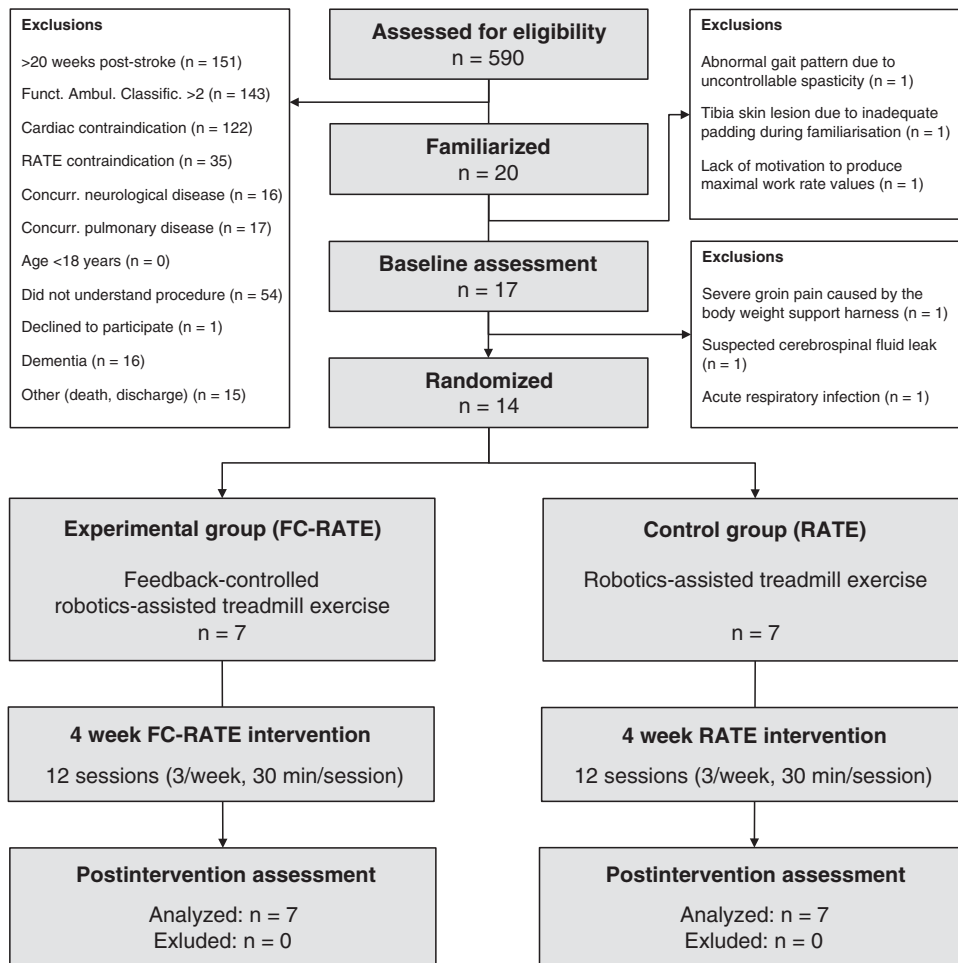 Exclusions
>20 weeks post-stroke (n = 151)
Funct. Ambul. Classific. >2 (n = 143)
Cardiac contraindication (n = 122)
RATE contraindication (n = 35)
Concurr. neurological disease (n = 16)
Concurr. pulmonary disease (n = 17)
Age <18 years (n = 0)
Did not understand procedure (n = 54)
Declined to participate (n = 1)
Dementia (n = 16)
Other (death, discharge) (n = 15)
Assessed for eligibility
n = 590
Familiarized
n = 20
Exclusions
Abnormal gait pattern due to
uncontrollable spasticity (n = 1)
Tibia skin lesion due to inadequate
padding during familiarisation (n = 1)
Lack of motivation to produce
maximal work rate values (n = 1)
Baseline assessment
n = 17
Exclusions
Severe groin pain caused by the
body weight support harness (n = 1)
Suspected cerebrospinal fluid leak
(n = 1)
Acute respiratory infection (n = 1)
Randomized
n = 14
Experimental group (FC-RATE)
Feedback-controlled
robotics-assisted treadmill exercise
n = 7
Control group (RATE)
Robotics-assisted treadmill exercise
n = 7
4 week FC-RATE intervention
12 sessions (3/week, 30 min/session)
4 week RATE intervention
12 sessions (3/week, 30 min/session)
Postintervention assessment
Analyzed: n = 7
Exluded: n = 0
Postintervention assessment
Analyzed: n = 7
Exluded: n = 0